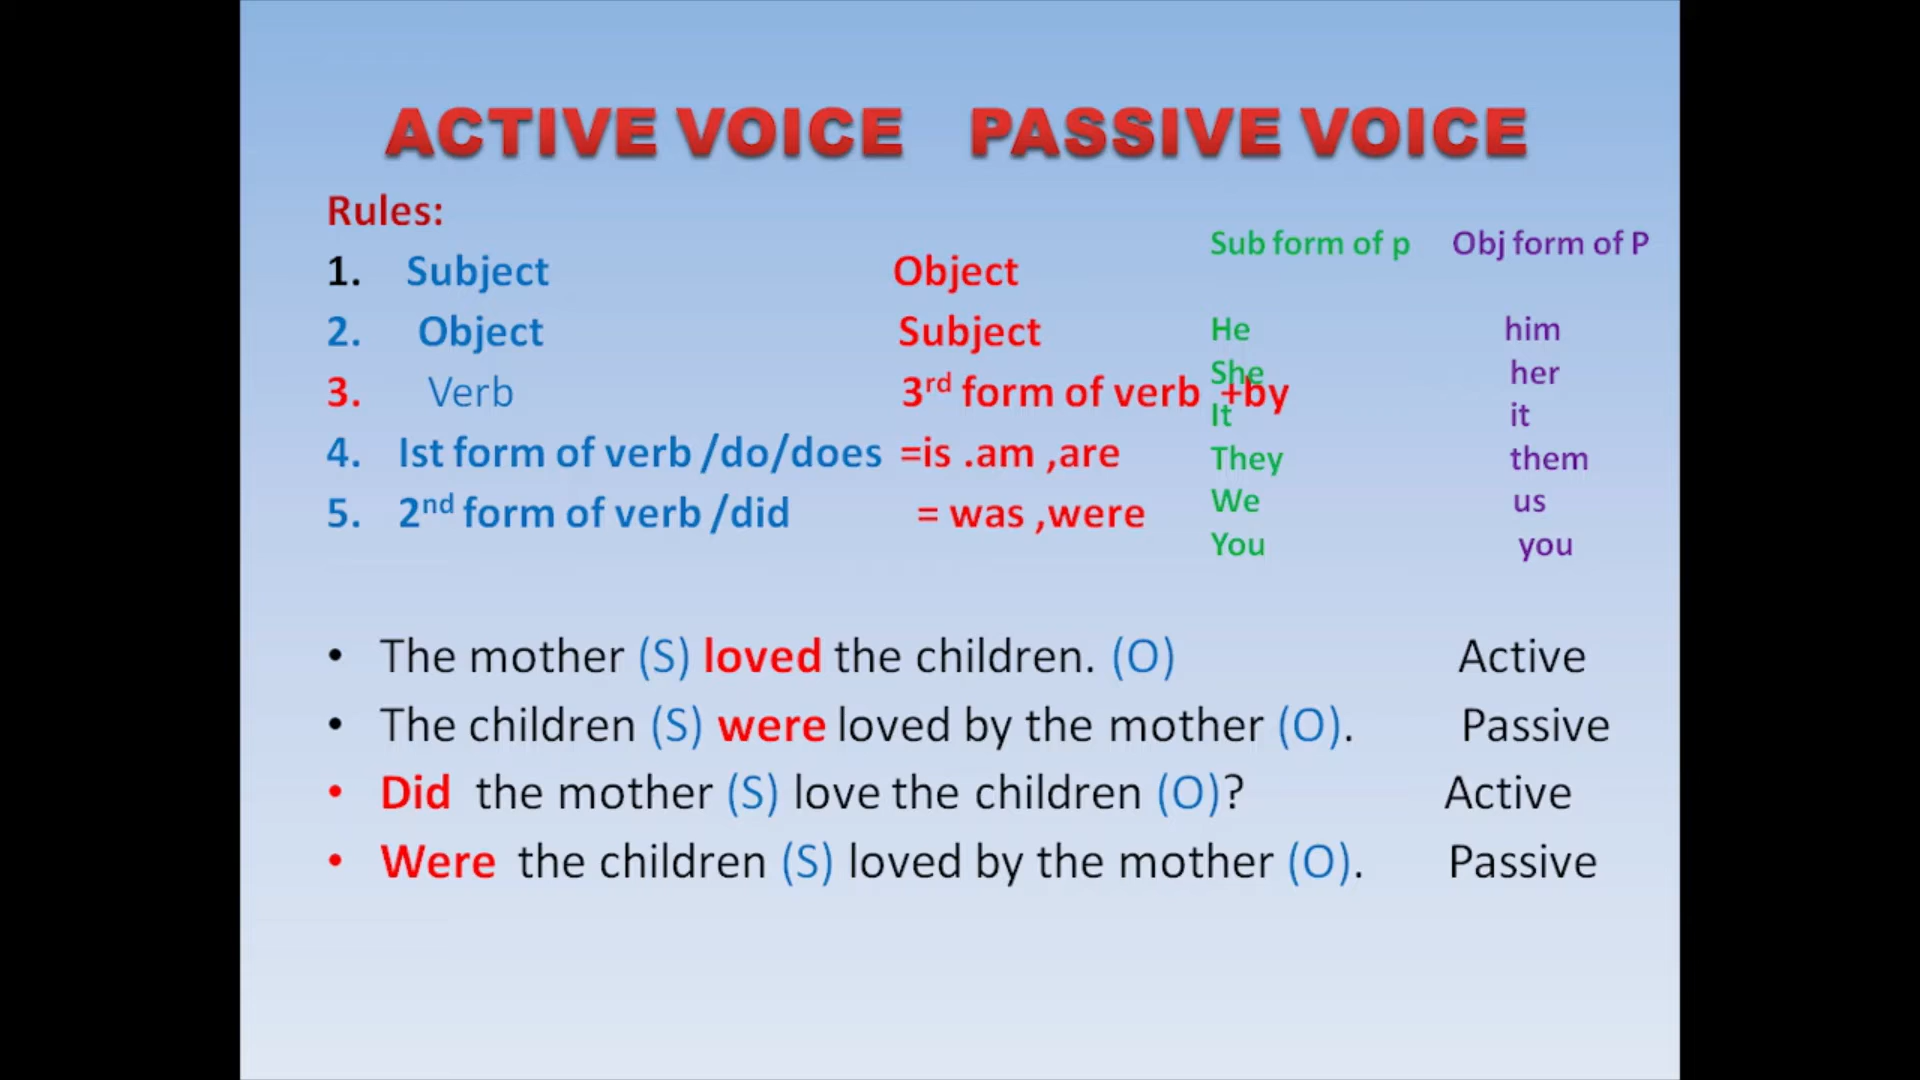 ACTIVE VOICE PASSIVE VOICE
Rules:
Sub form of p Obj form of P
1. Subject Object
2. Object Subject
He him
She her
3. Verb 3rd form of verb +by
It it
4. Ist form of verb /do/does =is .am ,are
They them
We us
5. 2nd form of verb /did = was ,were
You you
• The mother (S) loved the children. (O) Active
• The children (S) were loved by the mother (O). Passive
• Did the mother (S) love the children (O)? Active
• Were the children (S) loved by the mother (O). Passive